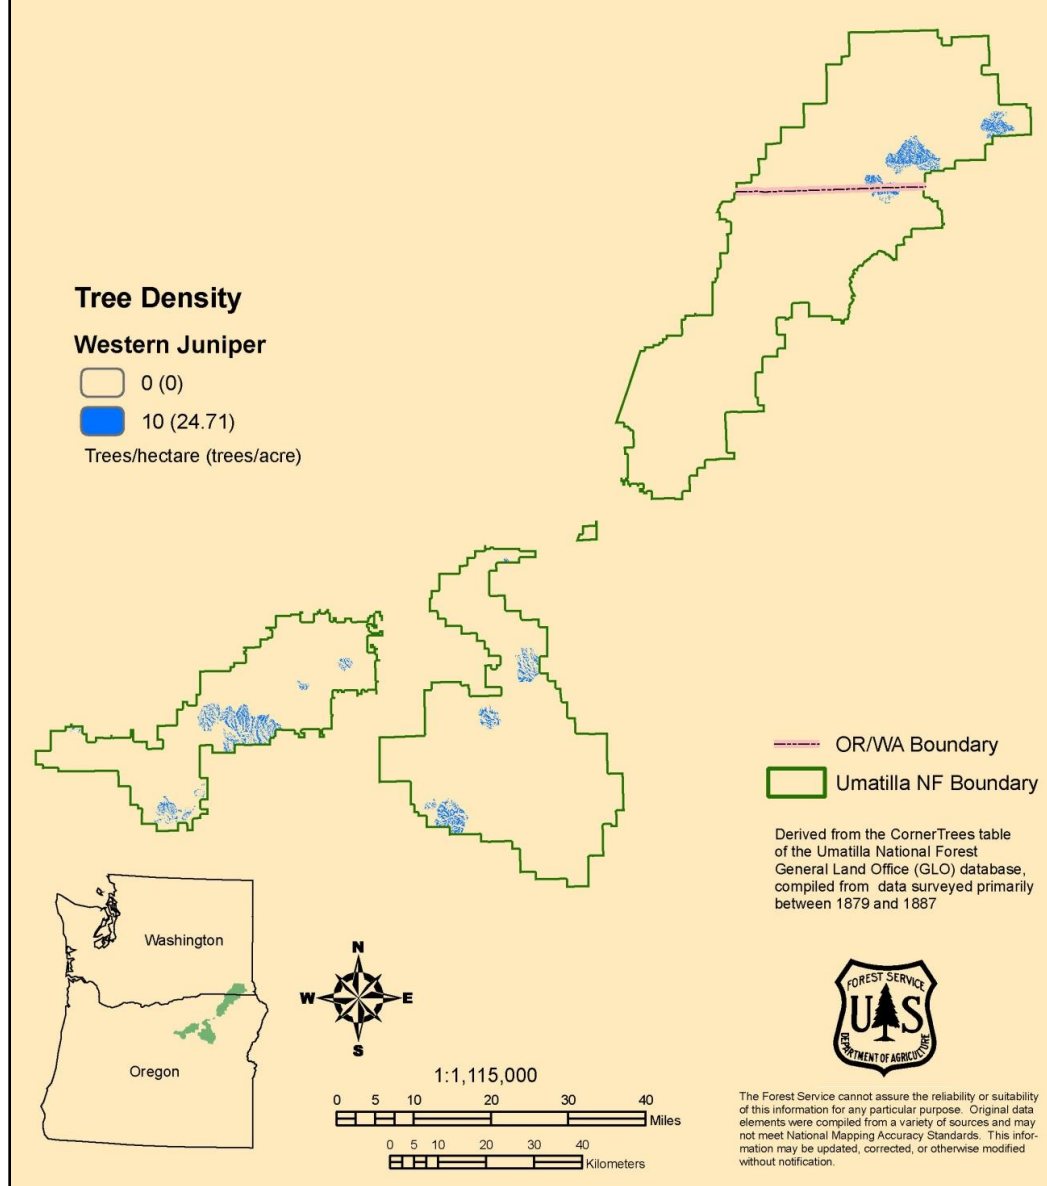 Tree Density
Western Juniper
0 (0)
10 (24.71)
Trees/hectare (trees/acre)
OR/WA Boundary
Umatilla NF Boundary
Derived from the CornerTrees table
of the Umatilla National Forest
General Land Office (GLO) database,
compiled from data surveyed primarily
between 1879 and 1887
Washington
Oregon
N
W
E
S
1:1,115,000
0 5 10 20 30 40
Miles
0 5 10 20 30 40
Kilometers
FOREST SERVICE
U S
DEPARTMENT OF AGRICULTURE
The Forest Service cannot assure the reliability or suitability
of this information for any particular purpose. Original data
elements were compiled from a variety of sources and may
not meet National Mapping Accuracy Standards. This infor-
mation may be updated, corrected, or otherwise modified
without notification.